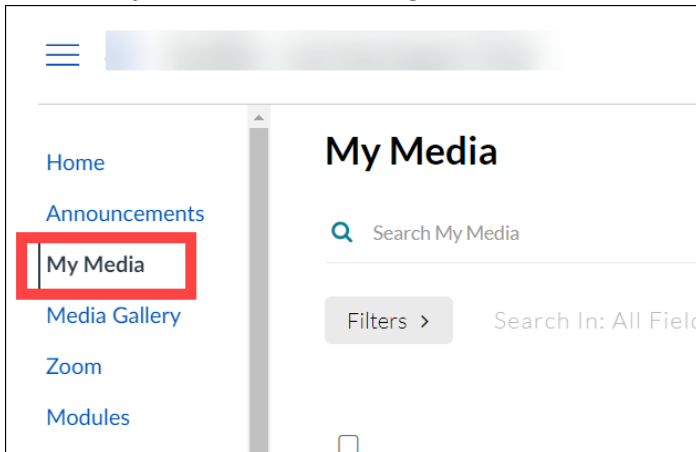 Home
Announcements
My Media
Media Gallery
Zoom
Modules
My Media
Search My Media
Filters >
Search In: All Field